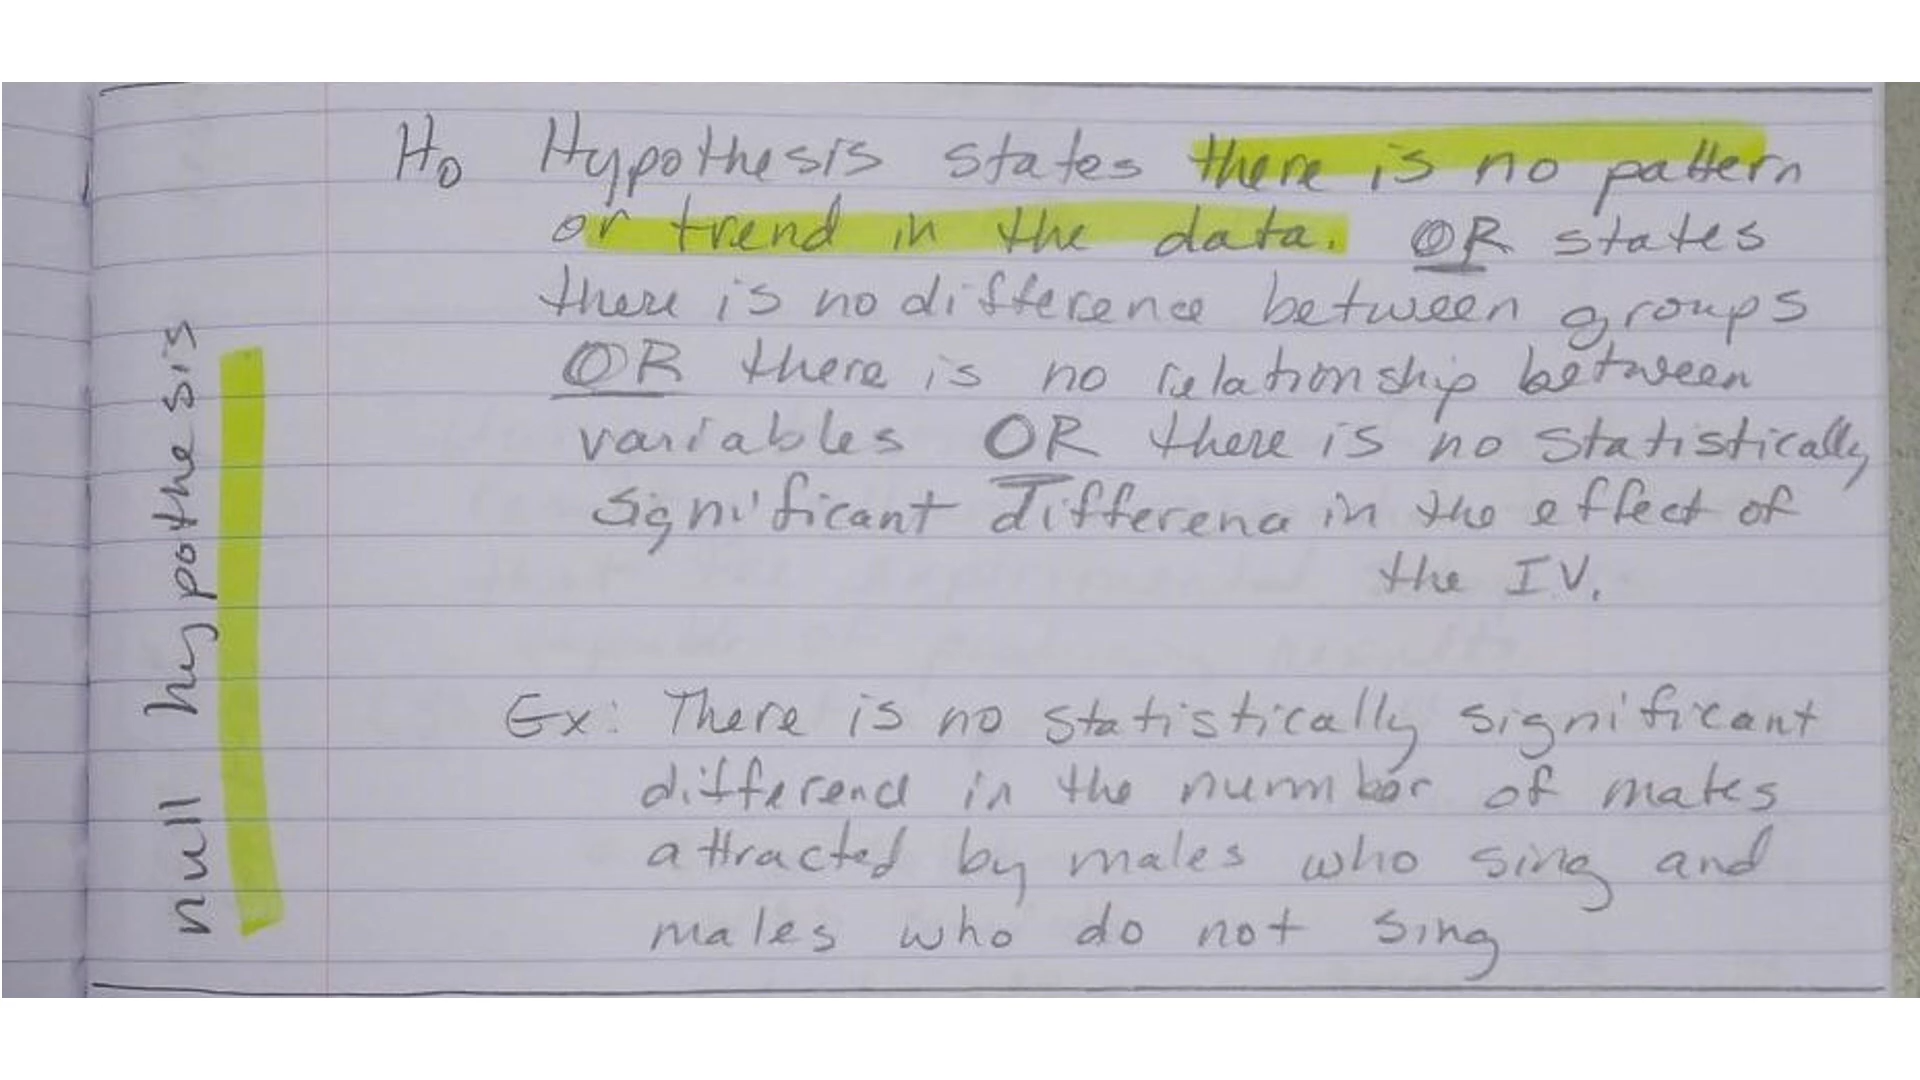 null hypothesis
H₀ Hypothesis states there is no pattern
or trend in the data. OR states
there is no difference between groups
OR there is no relationship between
variables OR there is no statistically
significant Difference in the effect of
the IV.
Ex: There is no statistically significant
difference in the number of mates
attracted by males who sing and
males who do not sing